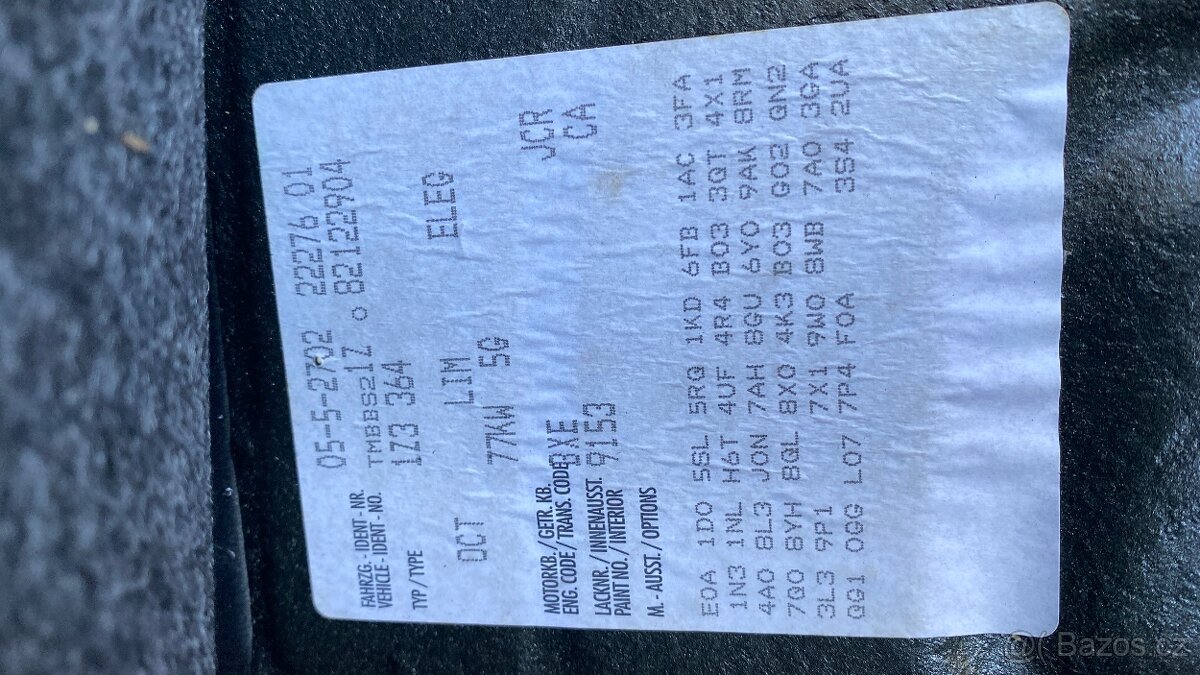 05-5-2702 22276 01
FAHRZG.-IDENT-NR.
VEHICLE-IDENT-NO. TMBBS21Z 82122904
TYP/TYPE 1Z3 364
OCT LIM ELEG
77KW 5G
MOTORKB./GETR.KB.
ENG. CODE/TRANS. CODE BXE JCR
LACKNR./INNENAUSST.
PAINT NO./INTERIOR 9153 CA
M.-AUSST./OPTIONS
E0A 1D0 5SL 5RQ 1KD 6FB 1AC 3FA
1N3 1NL H6T 4UF 4R4 B03 3QT 4X1
4A0 8L3 J0N 7AH 8GU 6Y0 9AK 8RM
7Q0 8YH 8QL 8X0 4K3 B03 G02 QN2
3L3 9P1 7X1 9W0 8WB 7A0 3GA
QG1 0GG L07 7P4 F0A 3S4 2UA
@( Bazos.cz